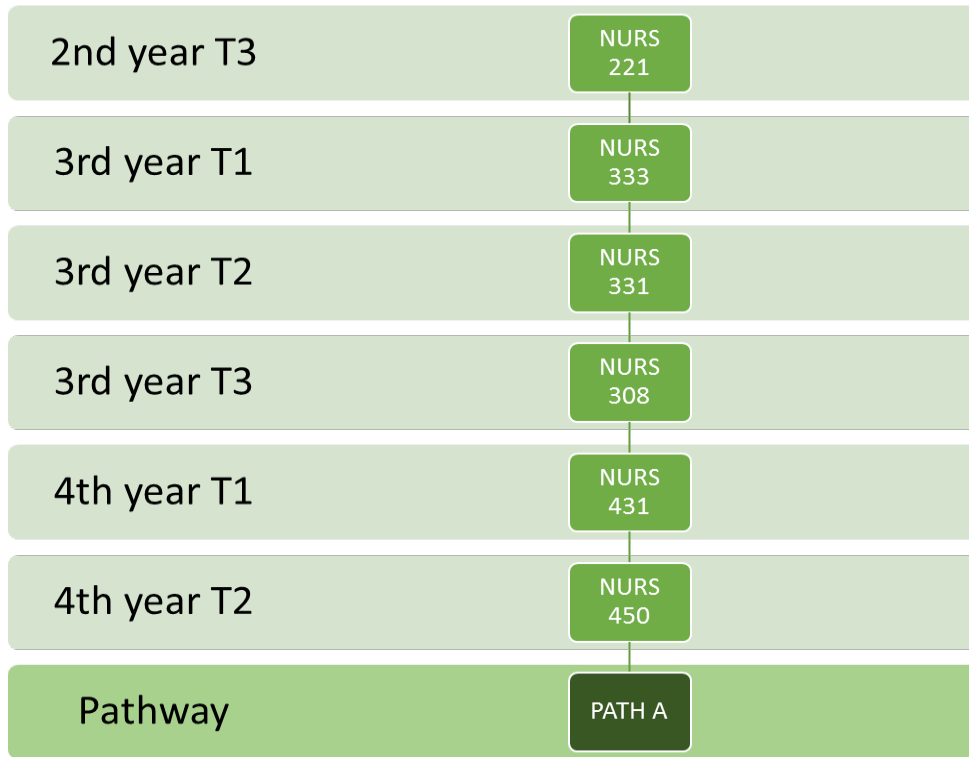 2nd year T3
NURS
221
3rd year T1
NURS
333
3rd year T2
NURS
331
3rd year T3
NURS
308
4th year T1
NURS
431
4th year T2
NURS
450
Pathway
PATH A